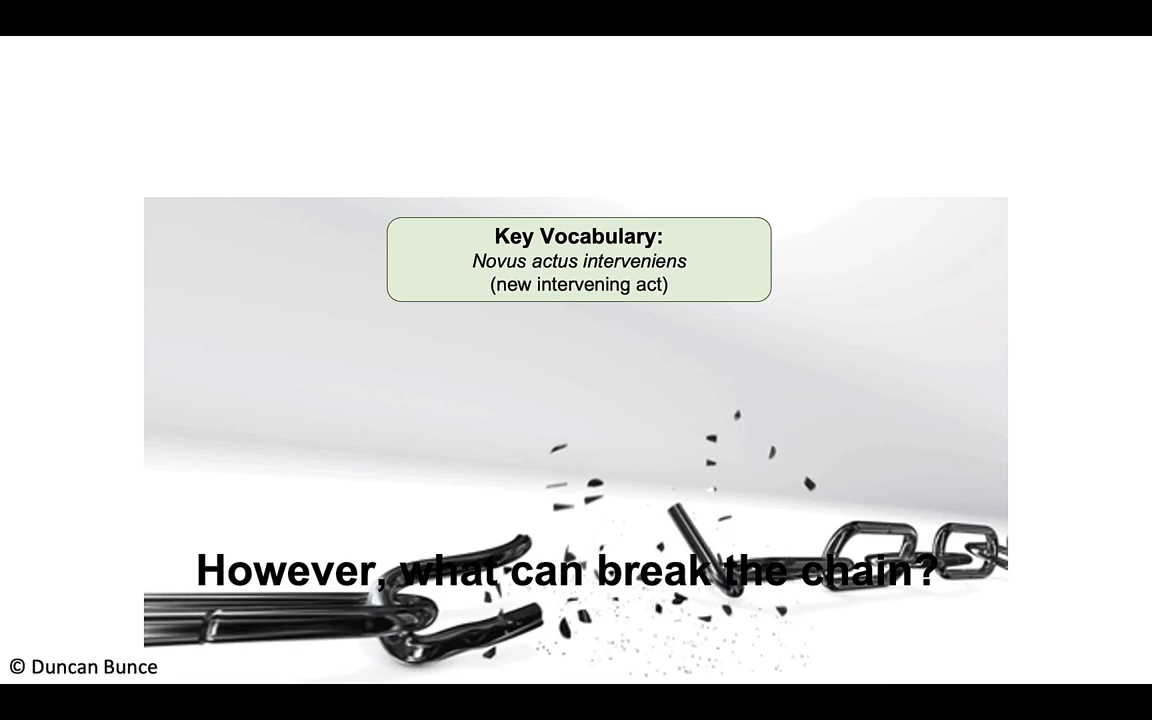 Key Vocabulary:
Novus actus interveniens
(new intervening act)
However, what can break the chain?
© Duncan Bunce